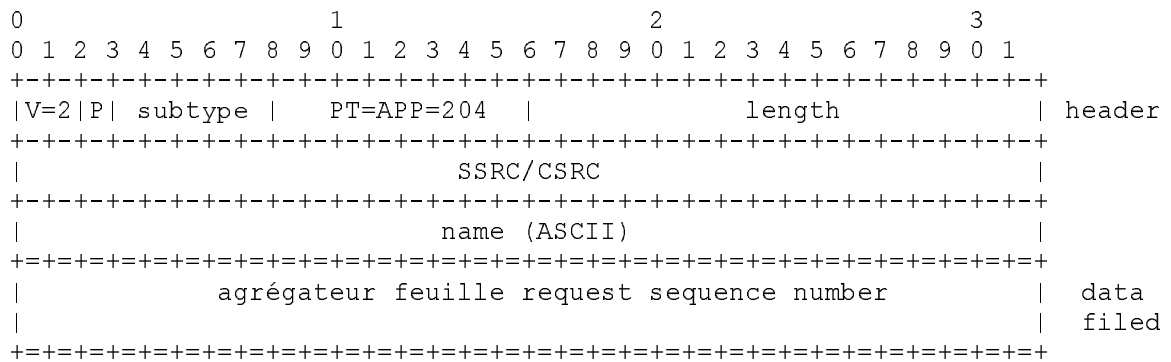 0 1 2 3
0 1 2 3 4 5 6 7 8 9 0 1 2 3 4 5 6 7 8 9 0 1 2 3 4 5 6 7 8 9 0 1
+-+-+-+-+-+-+-+-+-+-+-+-+-+-+-+-+-+-+-+-+-+-+-+-+-+-+-+-+-+-+-+-+
|V=2|P| subtype | PT=APP=204 | length | header
+-+-+-+-+-+-+-+-+-+-+-+-+-+-+-+-+-+-+-+-+-+-+-+-+-+-+-+-+-+-+-+-+
| SSRC/CSRC |
+-+-+-+-+-+-+-+-+-+-+-+-+-+-+-+-+-+-+-+-+-+-+-+-+-+-+-+-+-+-+-+-+
| name (ASCII) |
+=+=+=+=+=+=+=+=+=+=+=+=+=+=+=+=+=+=+=+=+=+=+=+=+=+=+=+=+=+=+=+=+
| agrégateur feuille request sequence number | data
| | filed
+=+=+=+=+=+=+=+=+=+=+=+=+=+=+=+=+=+=+=+=+=+=+=+=+=+=+=+=+=+=+=+=+